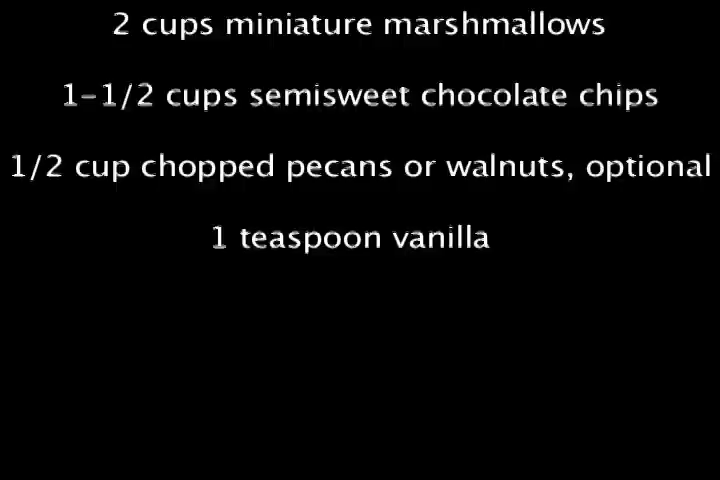 2 cups miniature marshmallows
1-1/2 cups semisweet chocolate chips
1/2 cup chopped pecans or walnuts, optional
1 teaspoon vanilla